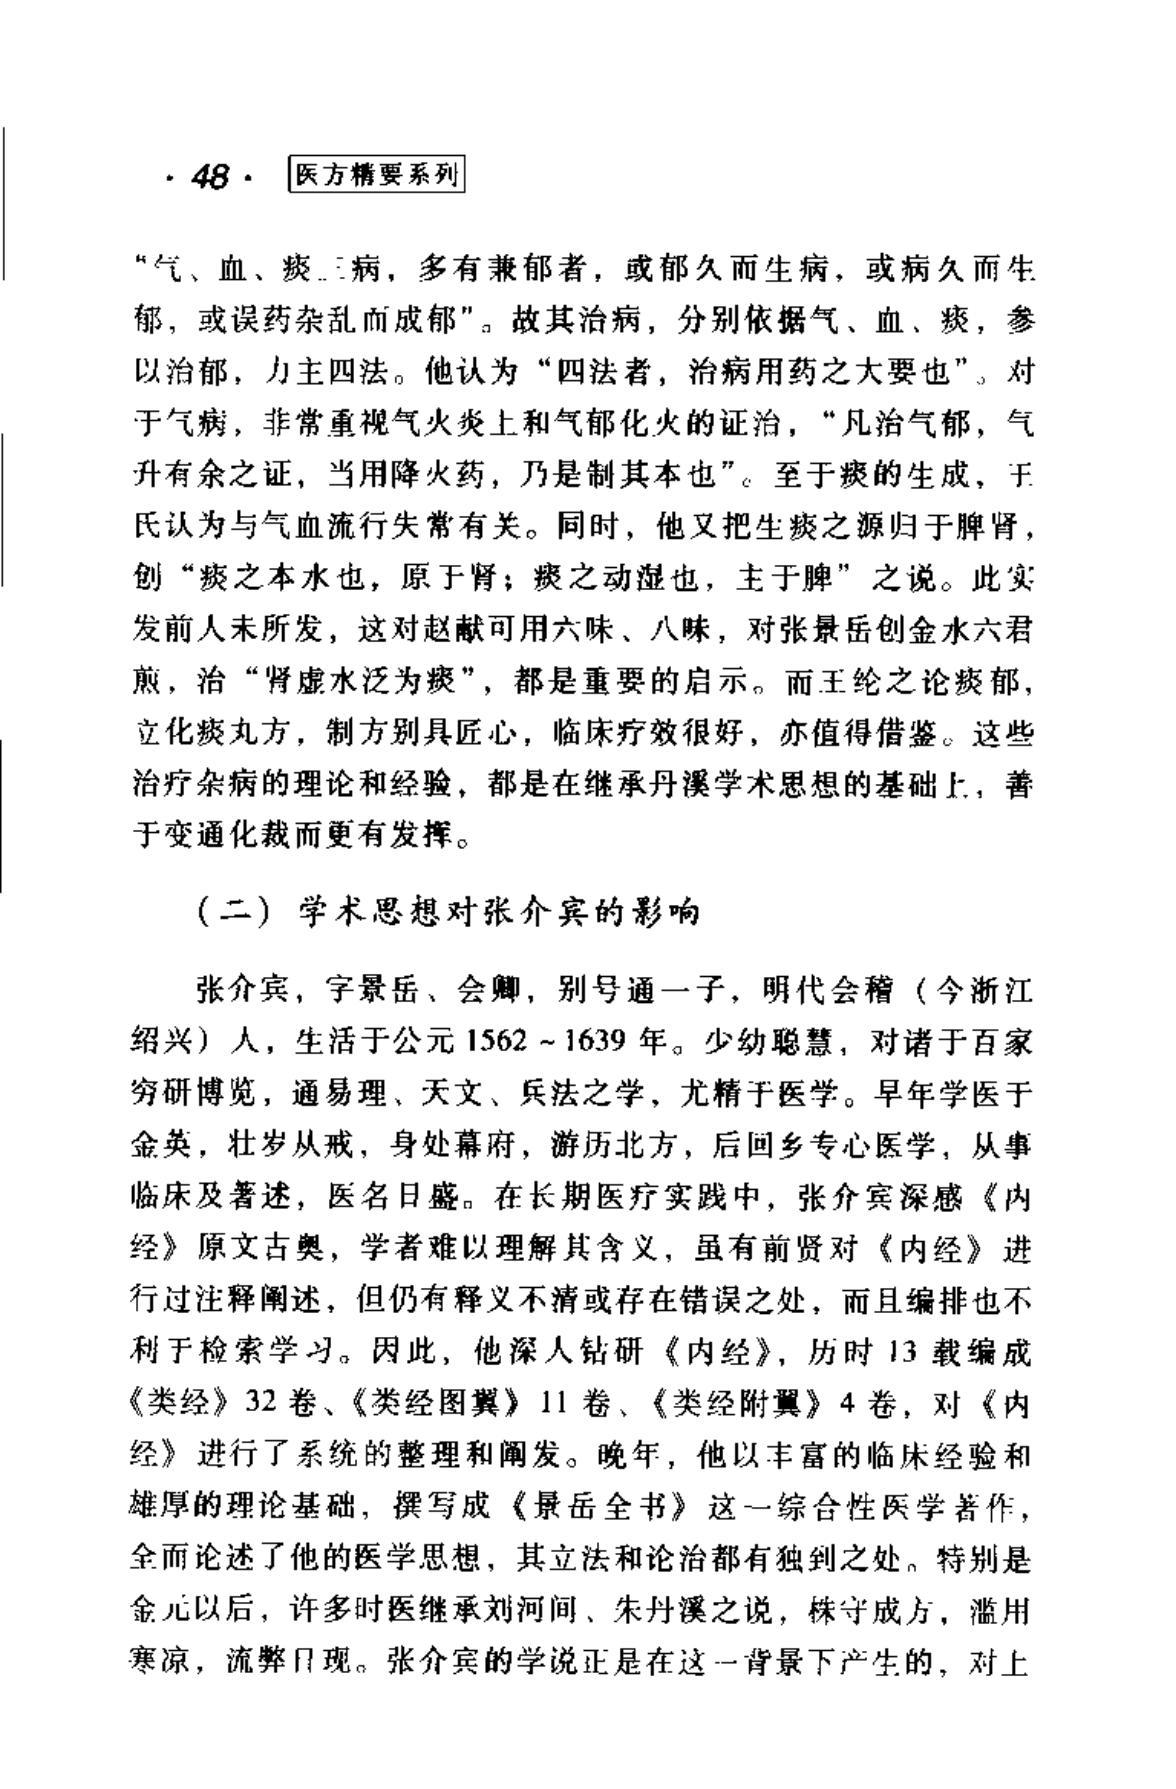 · 48 · 医方精要系列
“气、血、痰三病，多有兼郁者，或郁久而生病，或病久而生
郁，或误药杂乱而成郁”。故其治病，分别依据气、血、痰，参
以治郁，力主四法。他认为“四法者，治病用药之大要也”。对
于气病，非常重视气火炎上和气郁化火的证治，“凡治气郁，气
升有余之证，当用降火药，乃是制其本也”。至于痰的生成，王
氏认为与气血流行失常有关。同时，他又把生痰之源归于脾肾，
创“痰之本水也，原于肾；痰之动湿也，主于脾”之说。此实
发前人未所发，这对赵献可用六味、八味，对张景岳创金水六君
煎，治“肾虚水泛为痰”，都是重要的启示。而王纶之论痰郁，
立化痰丸方，制方别具匠心，临床疗效很好，亦值得借鉴。这些
治疗杂病的理论和经验，都是在继承丹溪学术思想的基础上，善
于变通化裁而更有发挥。
（二）学术思想对张介宾的影响
张介宾，字景岳、会卿，别号通一子，明代会稽（今浙江
绍兴）人，生活于公元 1562～1639 年。少幼聪慧，对诸于百家
穷研博览，通易理、天文、兵法之学，尤精于医学。早年学医于
金英，壮岁从戎，身处幕府，游历北方，后回乡专心医学，从事
临床及著述，医名日盛。在长期医疗实践中，张介宾深感《内
经》原文古奥，学者难以理解其含义，虽有前贤对《内经》进
行过注释阐述，但仍有释义不清或存在错误之处，而且编排也不
利于检索学习。因此，他深人钻研《内经》，历时 13 载编成
《类经》32 卷、《类经图翼》11 卷、《类经附翼》4 卷，对《内
经》进行了系统的整理和阐发。晚年，他以丰富的临床经验和
雄厚的理论基础，撰写成《景岳全书》这一综合性医学著作，
全而论述了他的医学思想，其立法和论治都有独到之处。特别是
金元以后，许多时医继承刘河间、朱丹溪之说，株守成方，滥用
寒凉，流弊日现。张介宾的学说正是在这一背景下产生的，对上